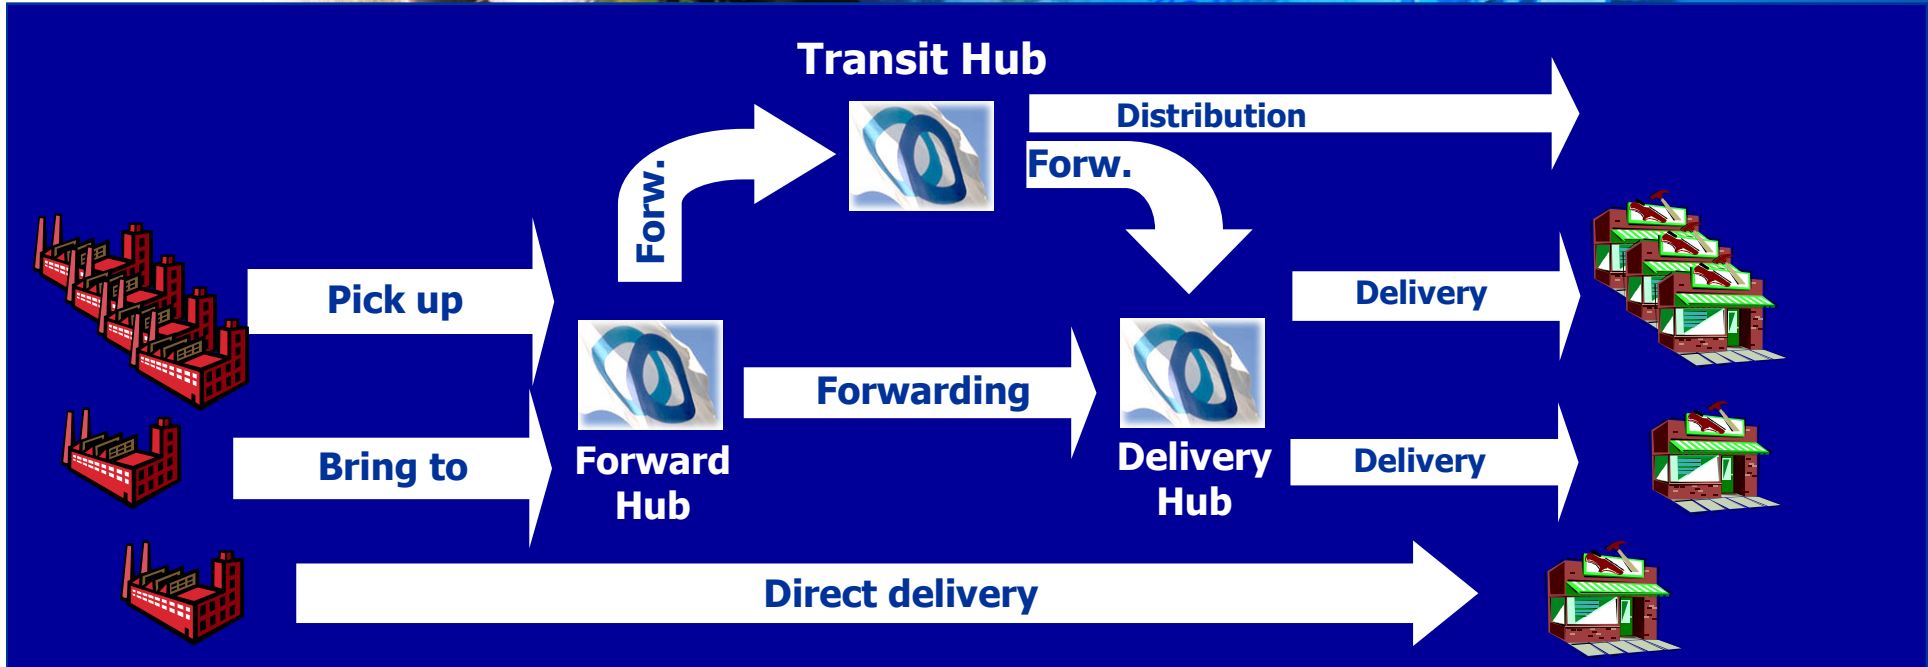 Transit Hub
Distribution
Forw.
Forw.
Pick up
Delivery
Forwarding
Forward
Hub
Delivery
Hub
Bring to
Delivery
Direct delivery